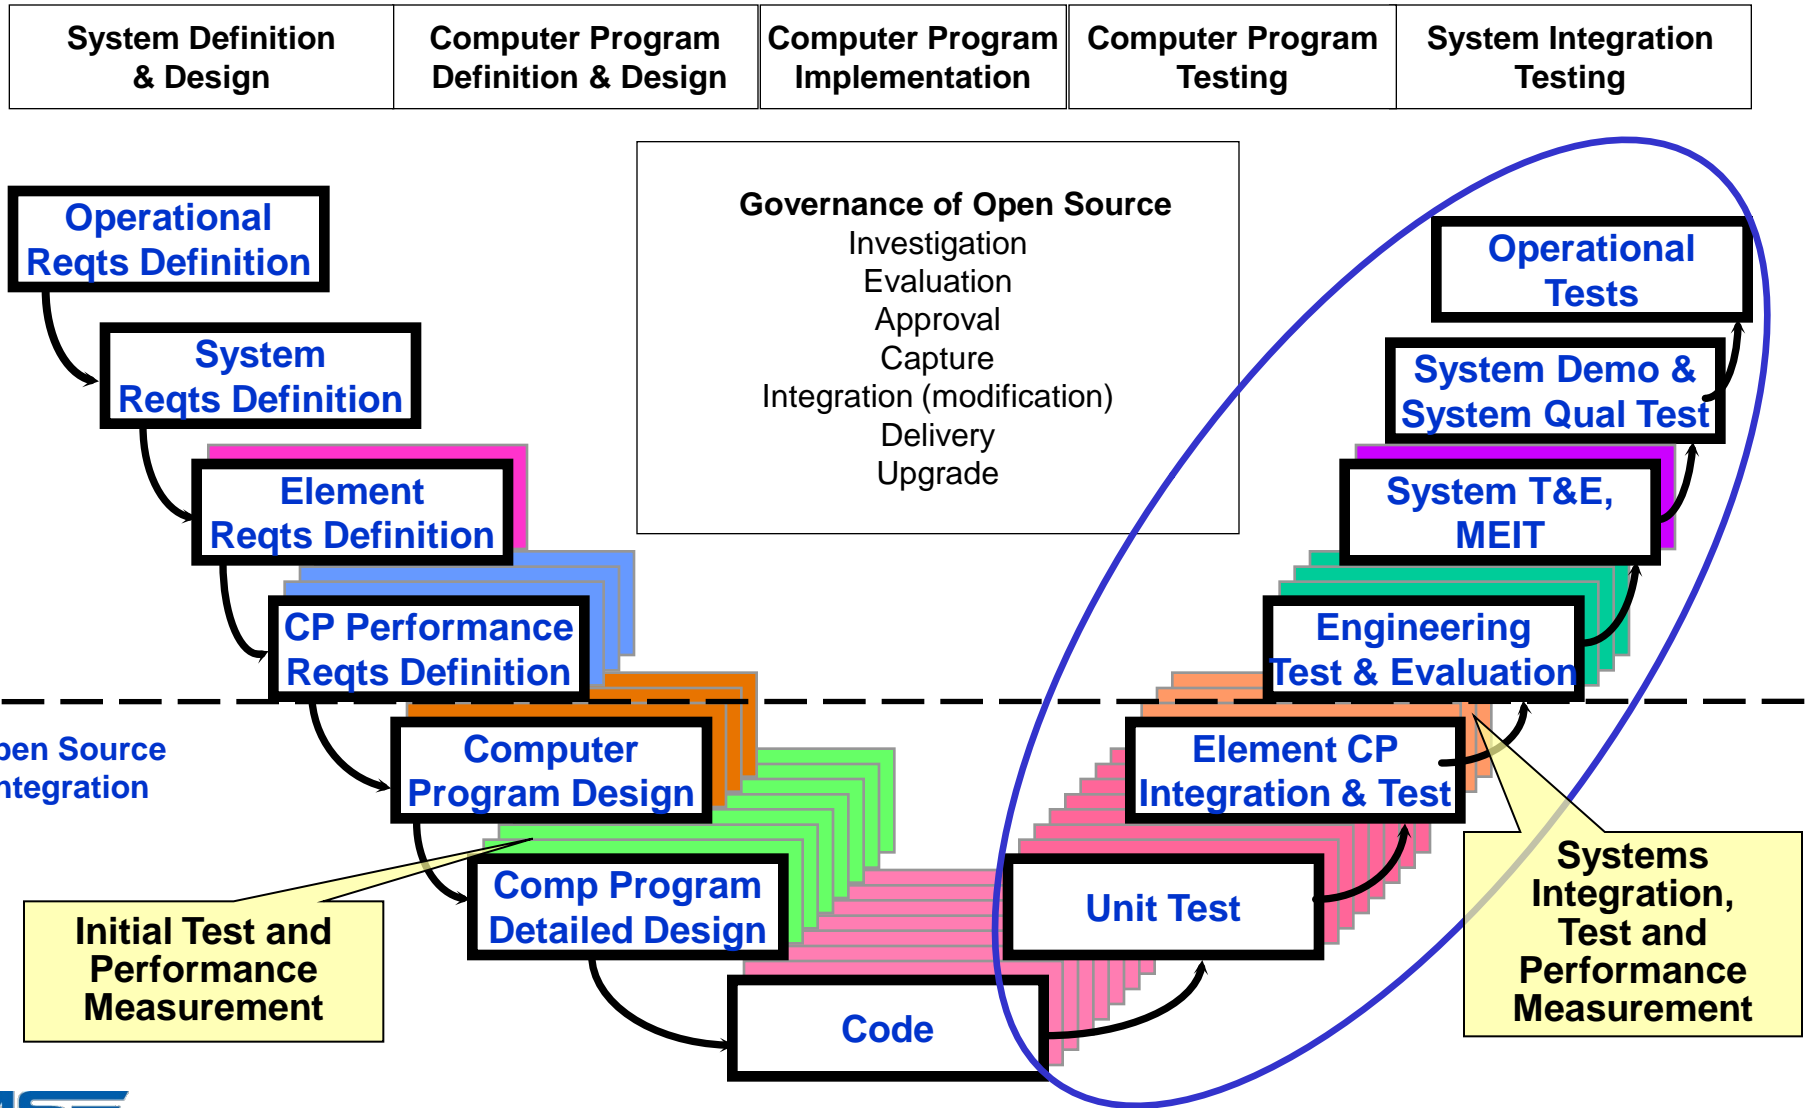 System Definition
& Design
Computer Program
Definition & Design
Computer Program
Implementation
Computer Program
Testing
System Integration
Testing
Governance of Open Source
Investigation
Evaluation
Approval
Capture
Integration (modification)
Delivery
Upgrade
Operational
Reqts Definition
System
Reqts Definition
Element
Reqts Definition
CP Performance
Reqts Definition
Computer
Program Design
Comp Program
Detailed Design
Code
Unit Test
Element CP
Integration & Test
Engineering
Test & Evaluation
System T&E,
MEIT
System Demo &
System Qual Test
Operational
Tests
pen Source
ntegration
Initial Test and
Performance
Measurement
Systems
Integration,
Test and
Performance
Measurement